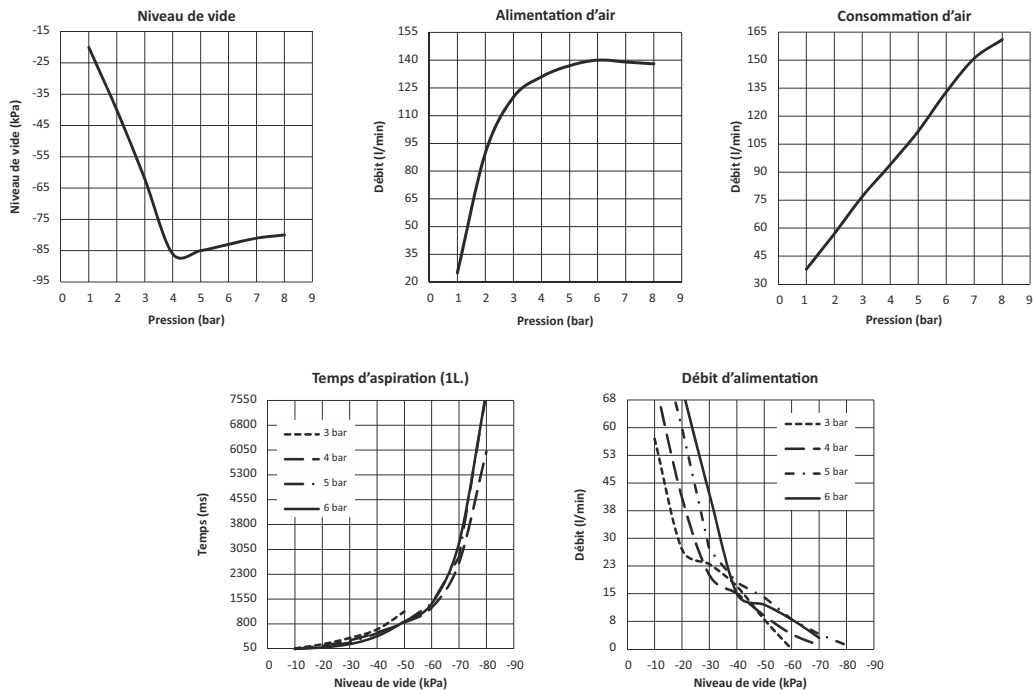 Niveau de vide
-15
-25
-35
-45
-55
-65
-75
-85
-95
Niveau de vide (kPa)
0 1 2 3 4 5 6 7 8 9
Pression (bar)
Alimentation d'air
155
140
125
110
95
80
65
50
35
20
Débit (l/min)
0 1 2 3 4 5 6 7 8 9
Pression (bar)
Consommation d'air
165
150
135
120
105
90
75
60
45
30
Débit (l/min)
0 1 2 3 4 5 6 7 8 9
Pression (bar)
Temps d'aspiration (1L.)
7550
6800
6050
5300
4550
3800
3050
2300
1550
800
50
Temps (ms)
3 bar
4 bar
5 bar
6 bar
0 -10 -20 -30 -40 -50 -60 -70 -80 -90
Niveau de vide (kPa)
Débit d'alimentation
68
60
53
45
38
30
23
15
8
0
Débit (l/min)
3 bar
4 bar
5 bar
6 bar
0 -10 -20 -30 -40 -50 -60 -70 -80 -90
Niveau de vide (kPa)